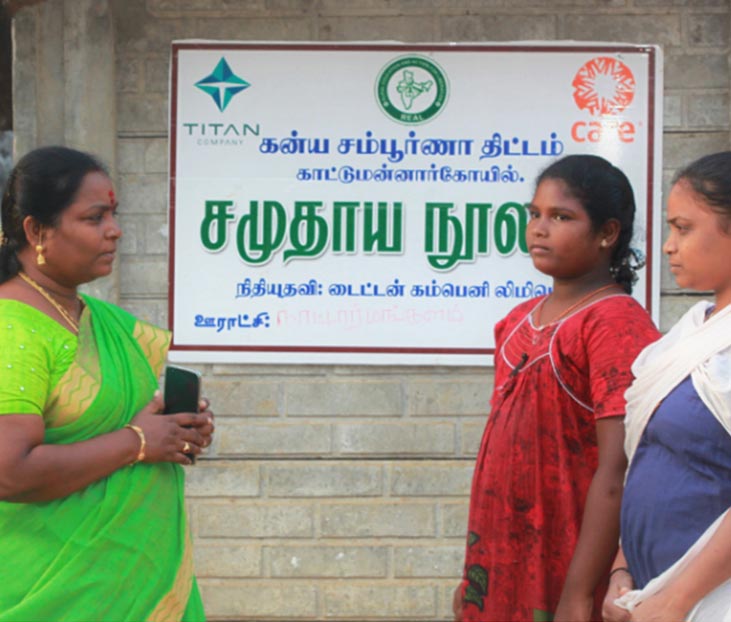 TITAN
COMPANY
REAL
care
கன்ய சம்பூர்ணா திட்டம்
காட்டுமன்னார்கோயில்.
சமுதாய நூல
நிதியுதவி: டைட்டன் கம்பெனி லிமி
ஊராட்சி: